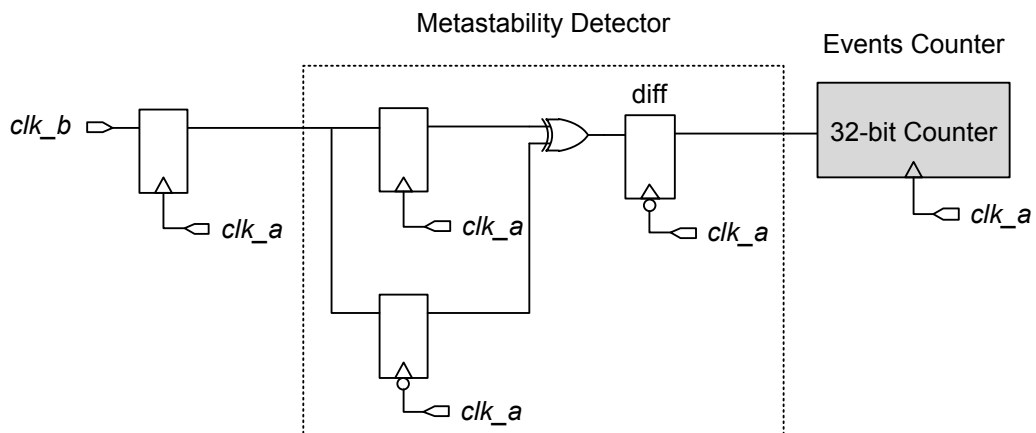 Metastability Detector
Events Counter
diff
clk_b
32-bit Counter
clk_a
clk_a
clk_a
clk_a
clk_a